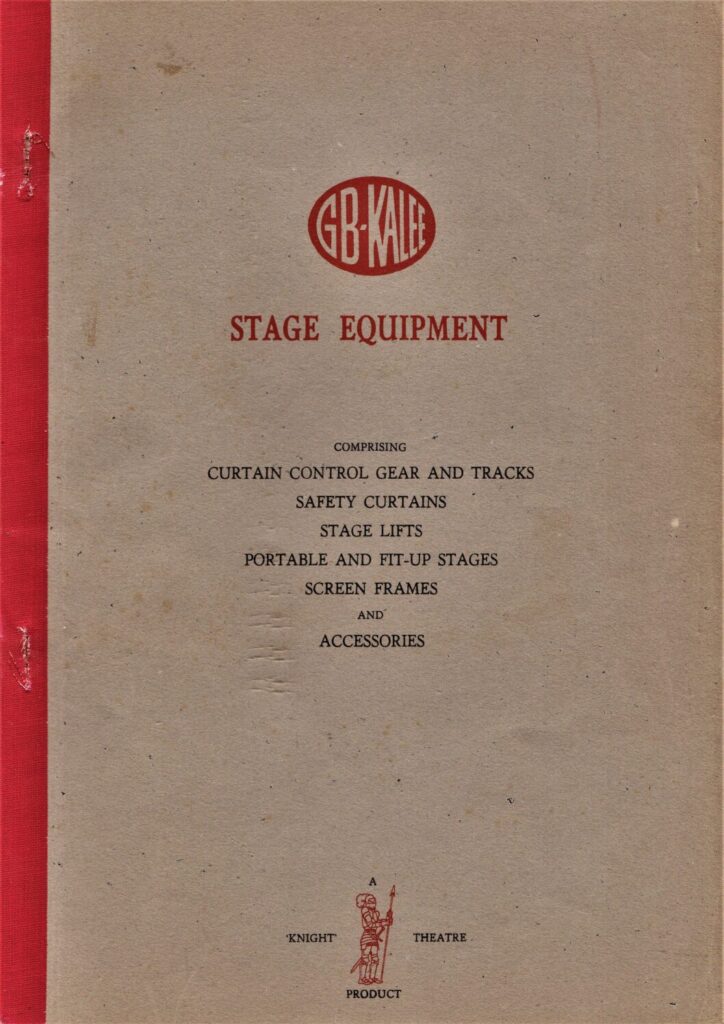 GB-KALEE
STAGE EQUIPMENT
COMPRISING
CURTAIN CONTROL GEAR AND TRACKS
SAFETY CURTAINS
STAGE LIFTS
PORTABLE AND FIT-UP STAGES
SCREEN FRAMES
AND
ACCESSORIES
A
'KNIGHT' THEATRE
PRODUCT